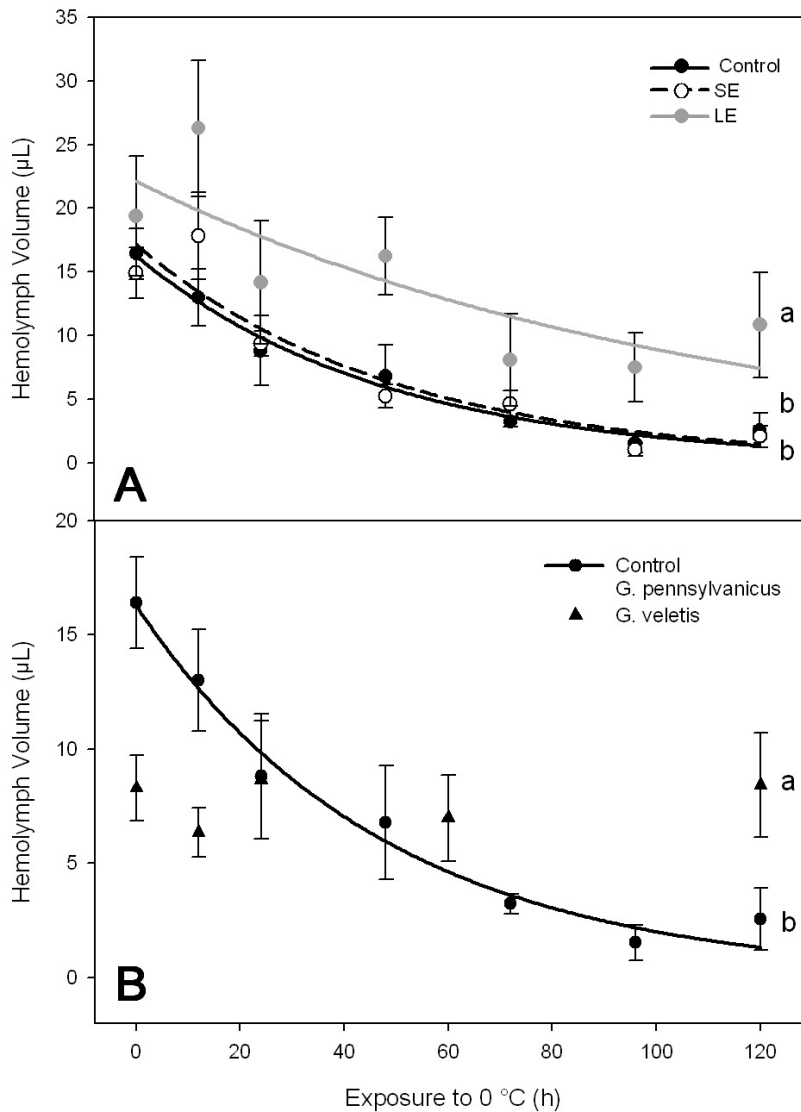 35
30
25
20
15
10
5
0
Hemolymph Volume (µL)
Control
SE
LE
a
b
b
A
20
15
10
5
0
Hemolymph Volume (µL)
Control
G. pennsylvanicus
G. veletis
a
b
B
0 20 40 60 80 100 120
Exposure to 0 °C (h)